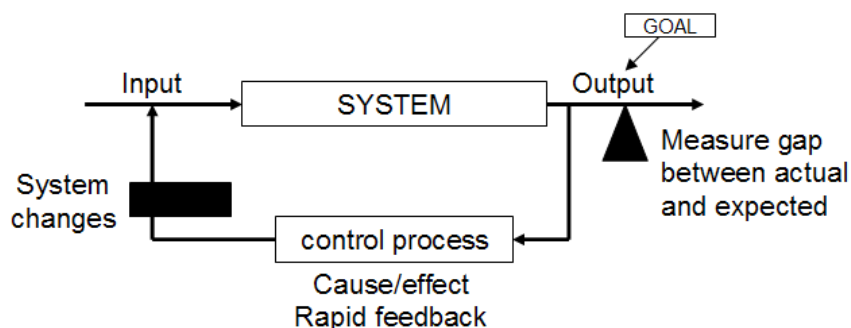 GOAL
Input
SYSTEM
Output
Measure gap
between actual
and expected
System
changes
control process
Cause/effect
Rapid feedback